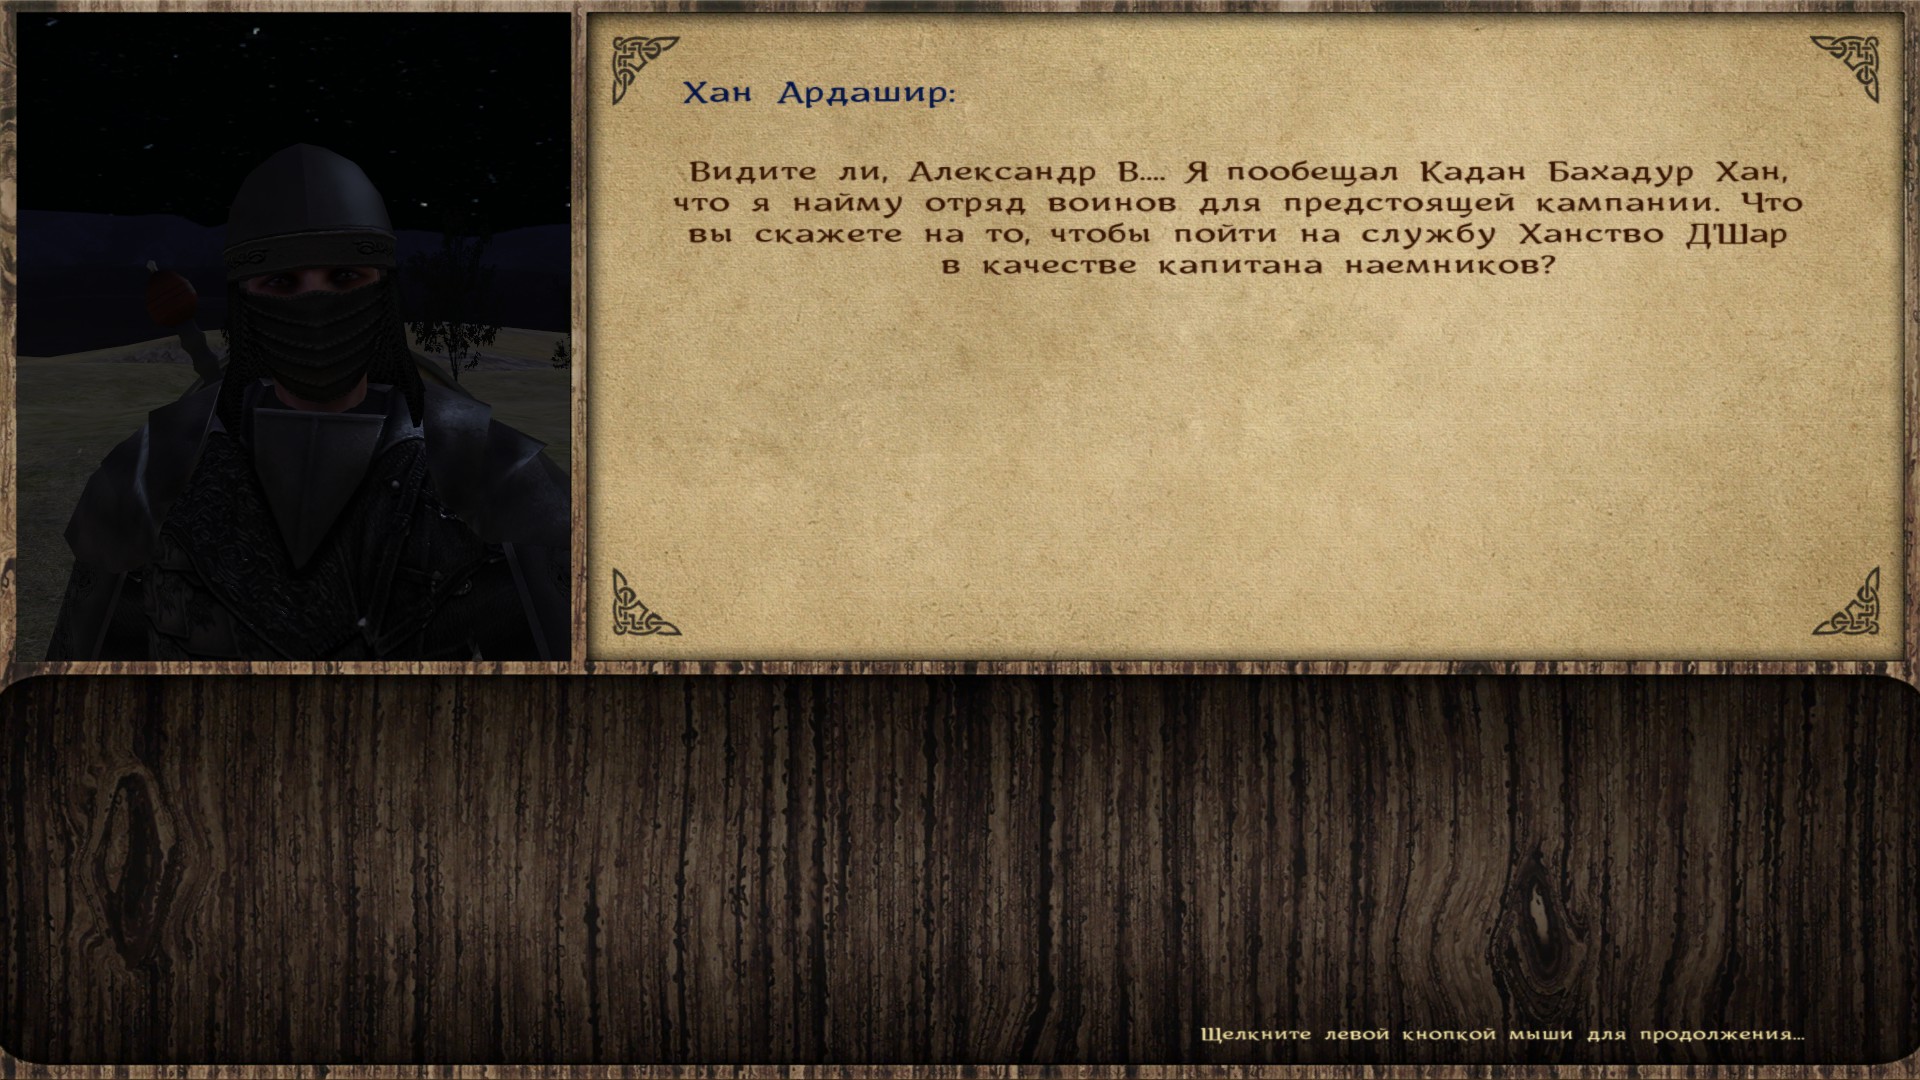 Хан Ардашир:
Видите ли, Александр В.... Я пообещал Кадан Бахадур Хан,
что я найму отряд воинов для предстоящей кампании. Что
вы скажете на то, чтобы пойти на службу Ханство Д'Шар
в качестве капитана наемников?
Щелкните левой кнопкой мыши для продолжения...